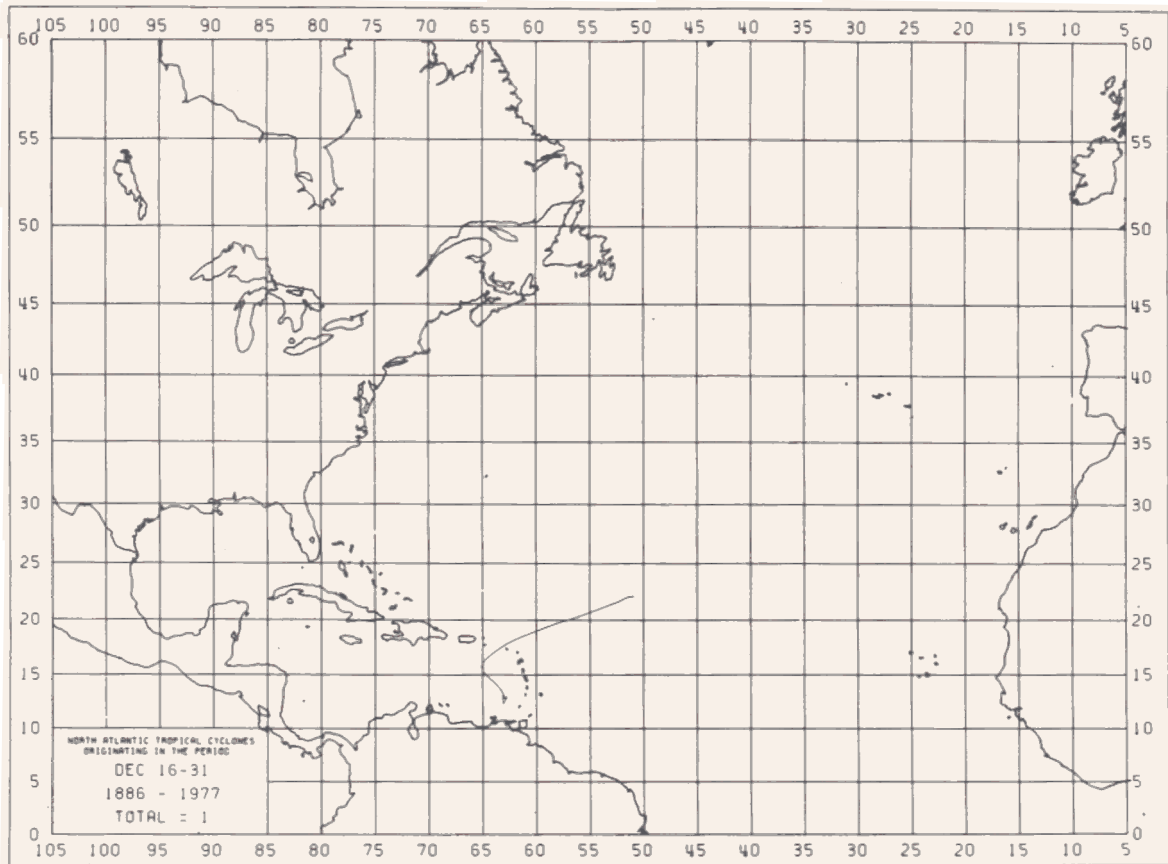 105 100 95 90 85 80 75 70 65 60 55 50 45 40 35 30 25 20 15 10 5
60 60
55 55
50 50
45 45
40 40
35 35
30 30
25 25
20 20
15 15
10 10
NORTH ATLANTIC TROPICAL CYCLONES
ORIGINATING IN THE PERIOD
DEC 16-31
5 5
1886 - 1977
TOTAL = 1
0 0
105 100 95 90 85 80 75 70 65 60 55 50 45 40 35 30 25 20 15 10 5